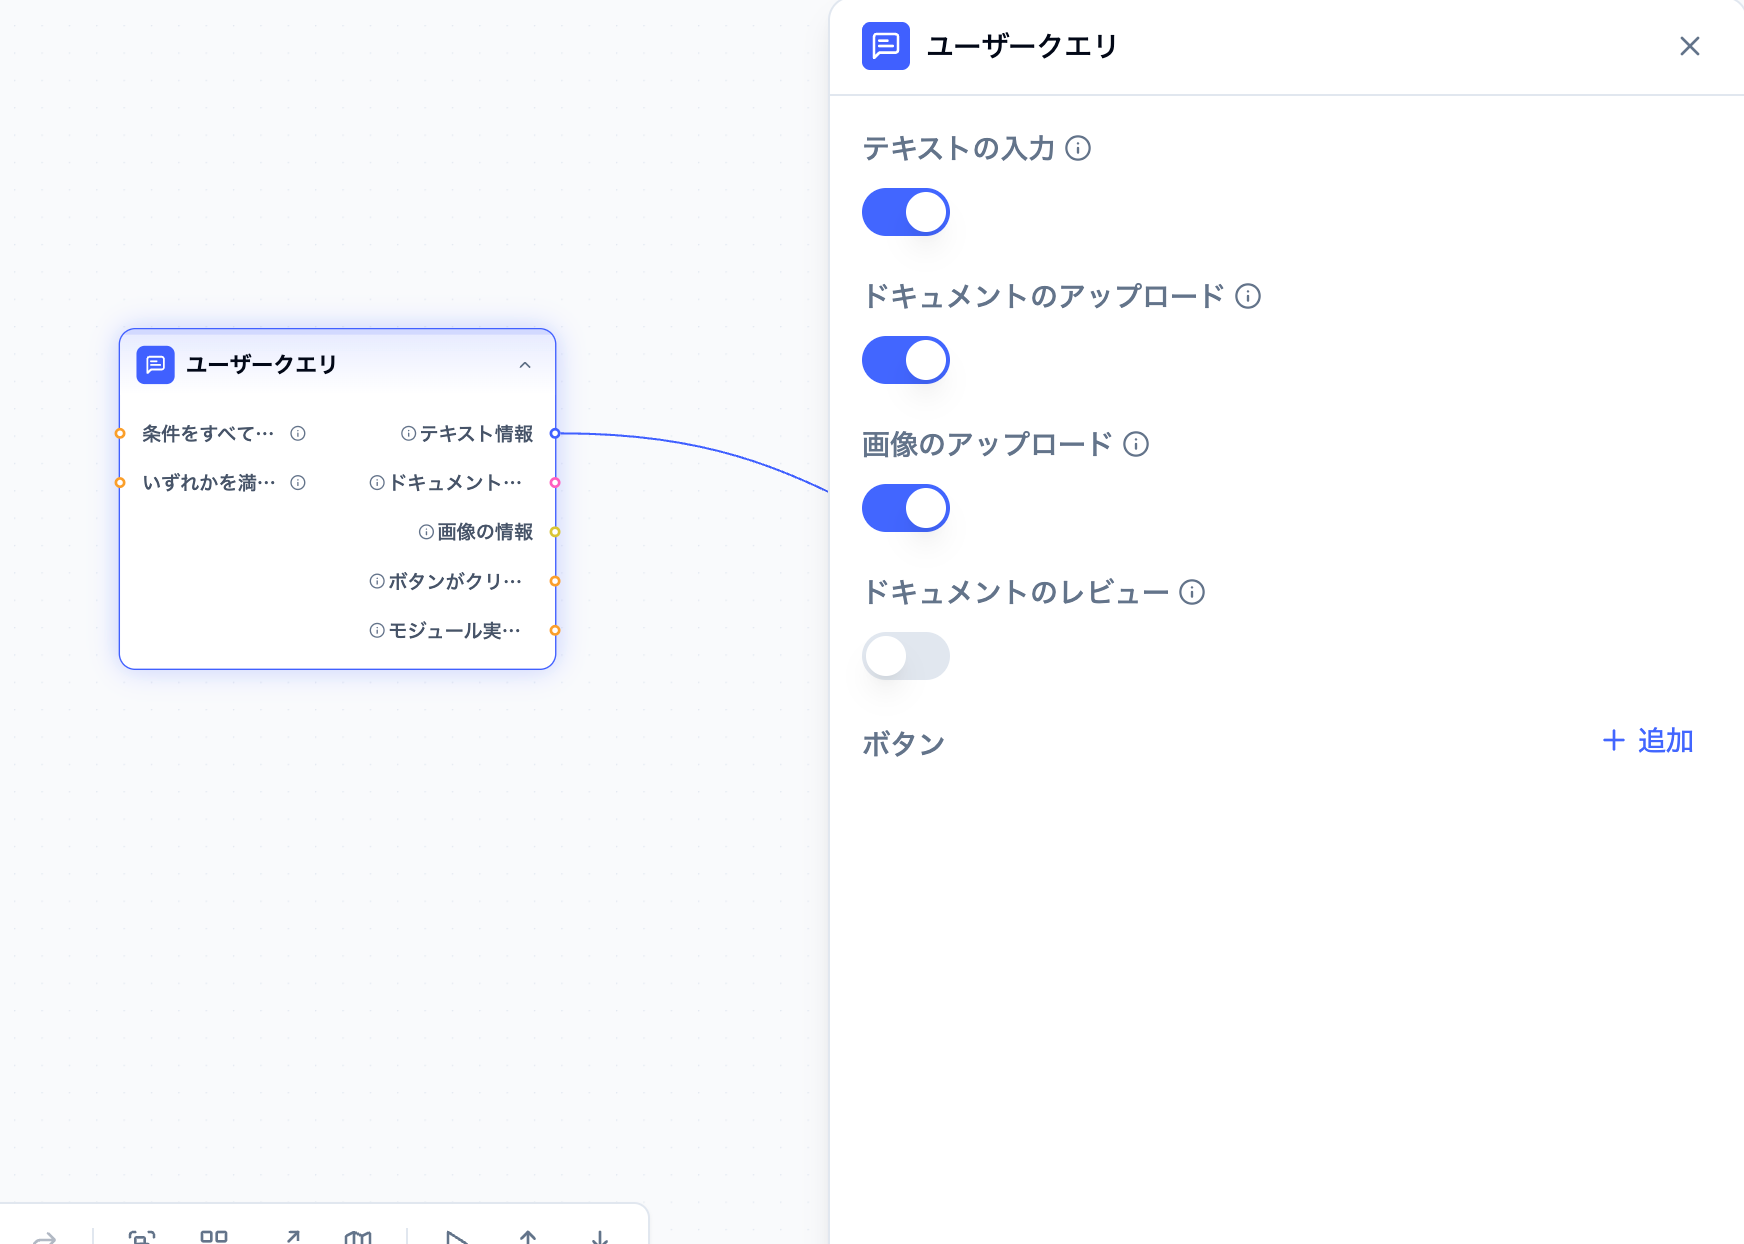 ユーザークエリ
条件をすべて… テキスト情報
いずれかを満… ドキュメント…
画像の情報
ボタンがクリ…
モジュール実…
ユーザークエリ
テキストの入力
ドキュメントのアップロード
画像のアップロード
ドキュメントのレビュー
ボタン + 追加